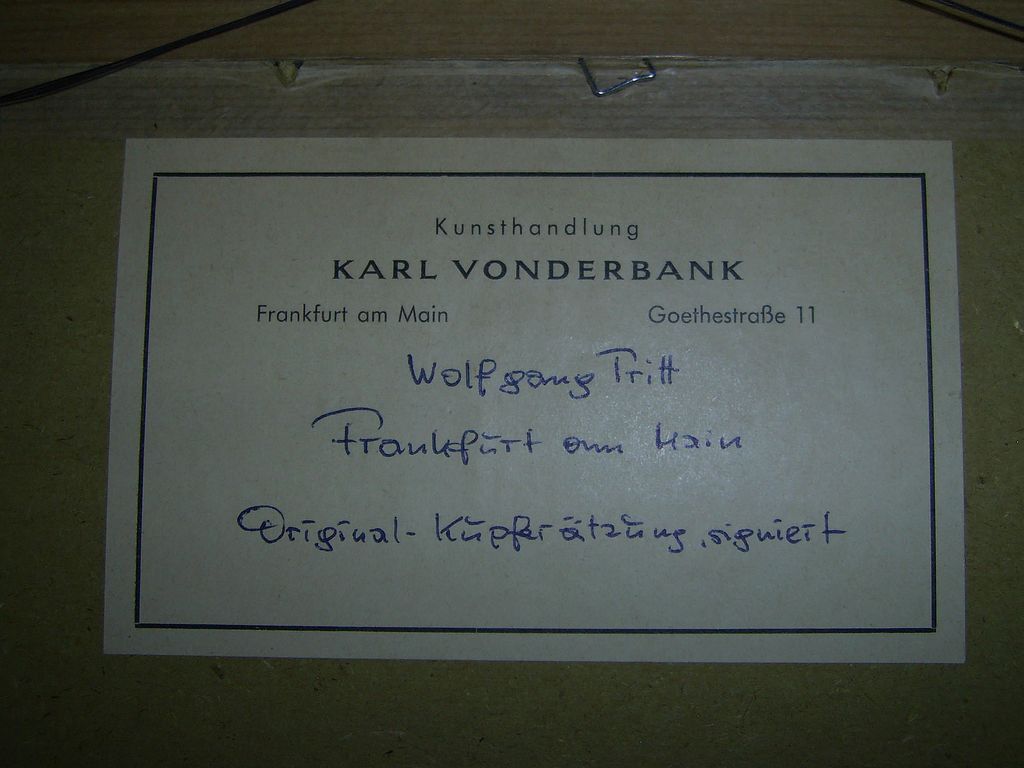 Kunsthandlung
KARL VONDERBANK
Frankfurt am Main Goethestraße 11
Wolfgang Tritt
Frankfurt am Main
Original-Kupferätzung, signiert